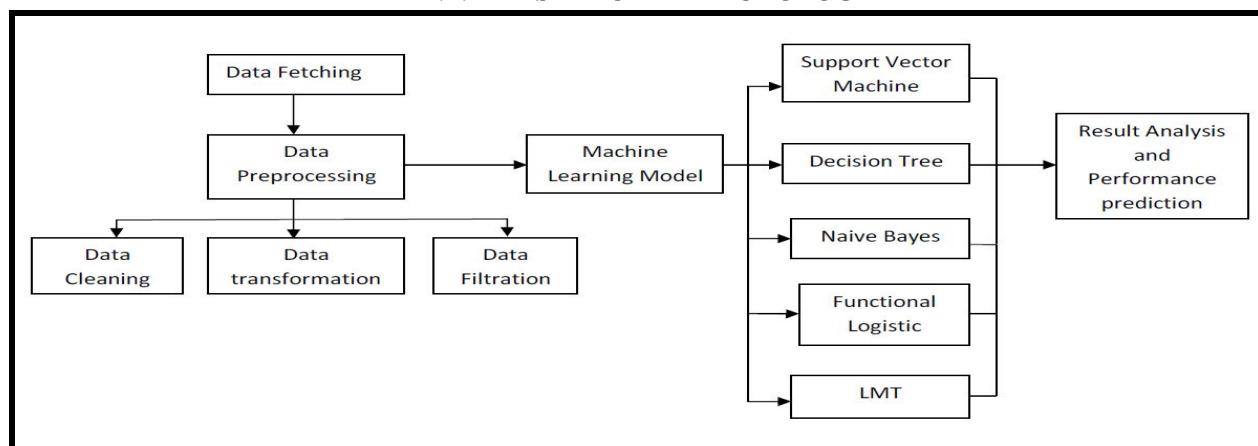 Data Fetching
Data
Preprocessing
Data
Cleaning
Data
transformation
Data
Filtration
Machine
Learning Model
Support Vector
Machine
Decision Tree
Naive Bayes
Functional
Logistic
LMT
Result Analysis
and
Performance
prediction